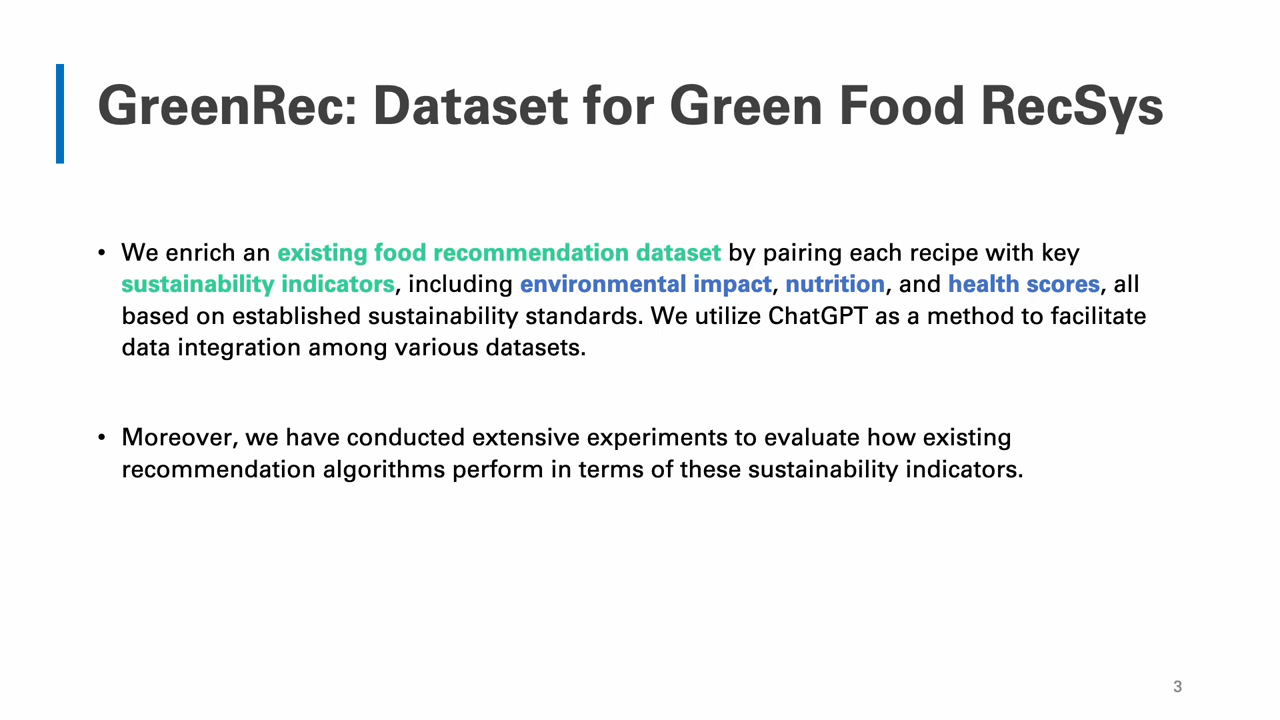 GreenRec: Dataset for Green Food RecSys
• We enrich an existing food recommendation dataset by pairing each recipe with key
sustainability indicators, including environmental impact, nutrition, and health scores, all
based on established sustainability standards. We utilize ChatGPT as a method to facilitate
data integration among various datasets.
• Moreover, we have conducted extensive experiments to evaluate how existing
recommendation algorithms perform in terms of these sustainability indicators.
3